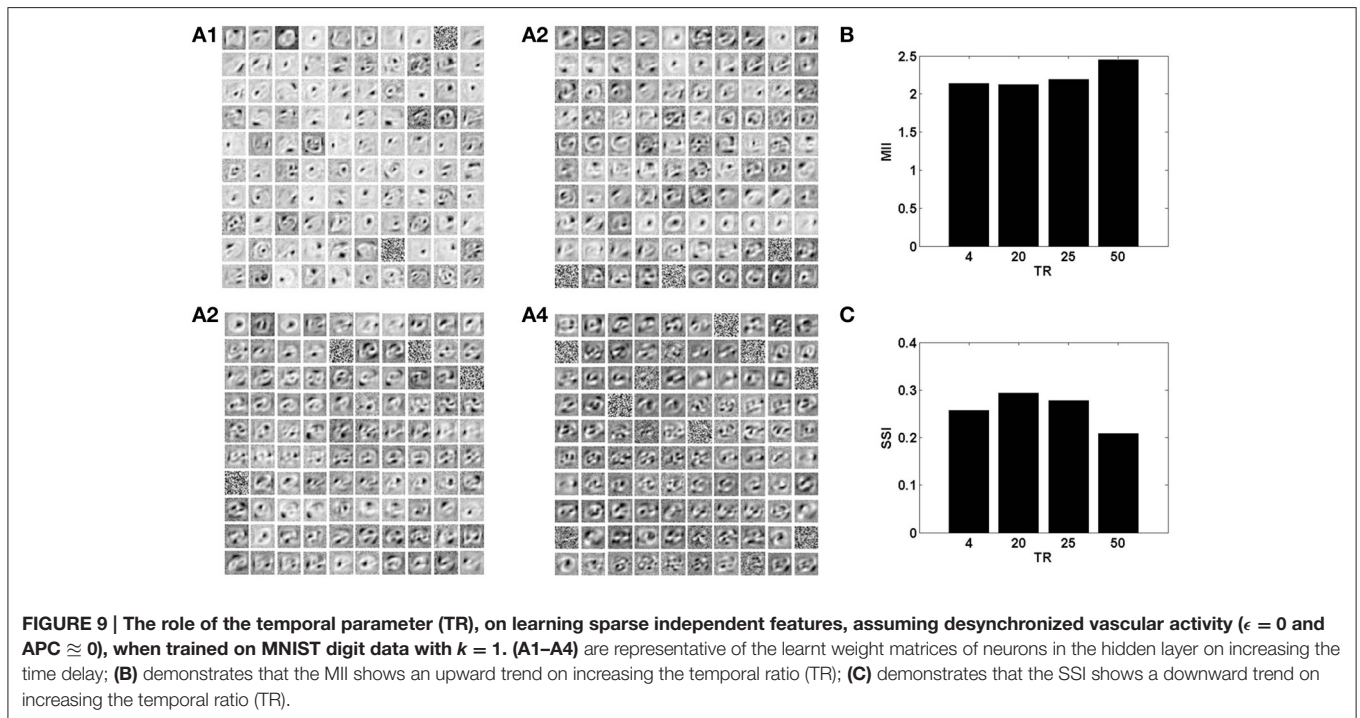 A1
A2
B
2.5
2
1.5
1
0.5
0
MII
4 20 25 50
TR
A2
A4
C
0.4
0.3
0.2
0.1
0
SSI
4 20 25 50
TR
FIGURE 9 | The role of the temporal parameter (TR), on learning sparse independent features, assuming desynchronized vascular activity (ϵ = 0 and
APC ≊ 0), when trained on MNIST digit data with k = 1. (A1–A4) are representative of the learnt weight matrices of neurons in the hidden layer on increasing the
time delay; (B) demonstrates that the MII shows an upward trend on increasing the temporal ratio (TR); (C) demonstrates that the SSI shows a downward trend on
increasing the temporal ratio (TR).